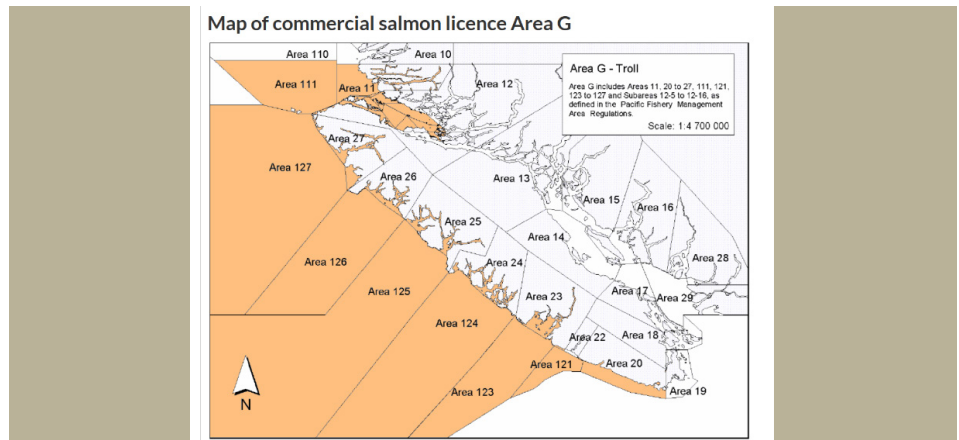 Map of commercial salmon licence Area G
Area 110
Area 10
Area G - Troll
Area G includes Areas 11, 20 to 27, 111, 121,
123 to 127 and Subareas 12-5 to 12-16, as
defined in the Pacific Fishery Management
Area Regulations.
Scale: 1:4 700 000
Area 111
Area 11
Area 12
Area 27
Area 127
Area 26
Area 13
Area 15
Area 16
Area 25
Area 14
Area 126
Area 24
Area 28
Area 125
Area 23
Area 17
Area 29
Area 124
Area 22
Area 18
Area 121
Area 20
Area 123
Area 19
N